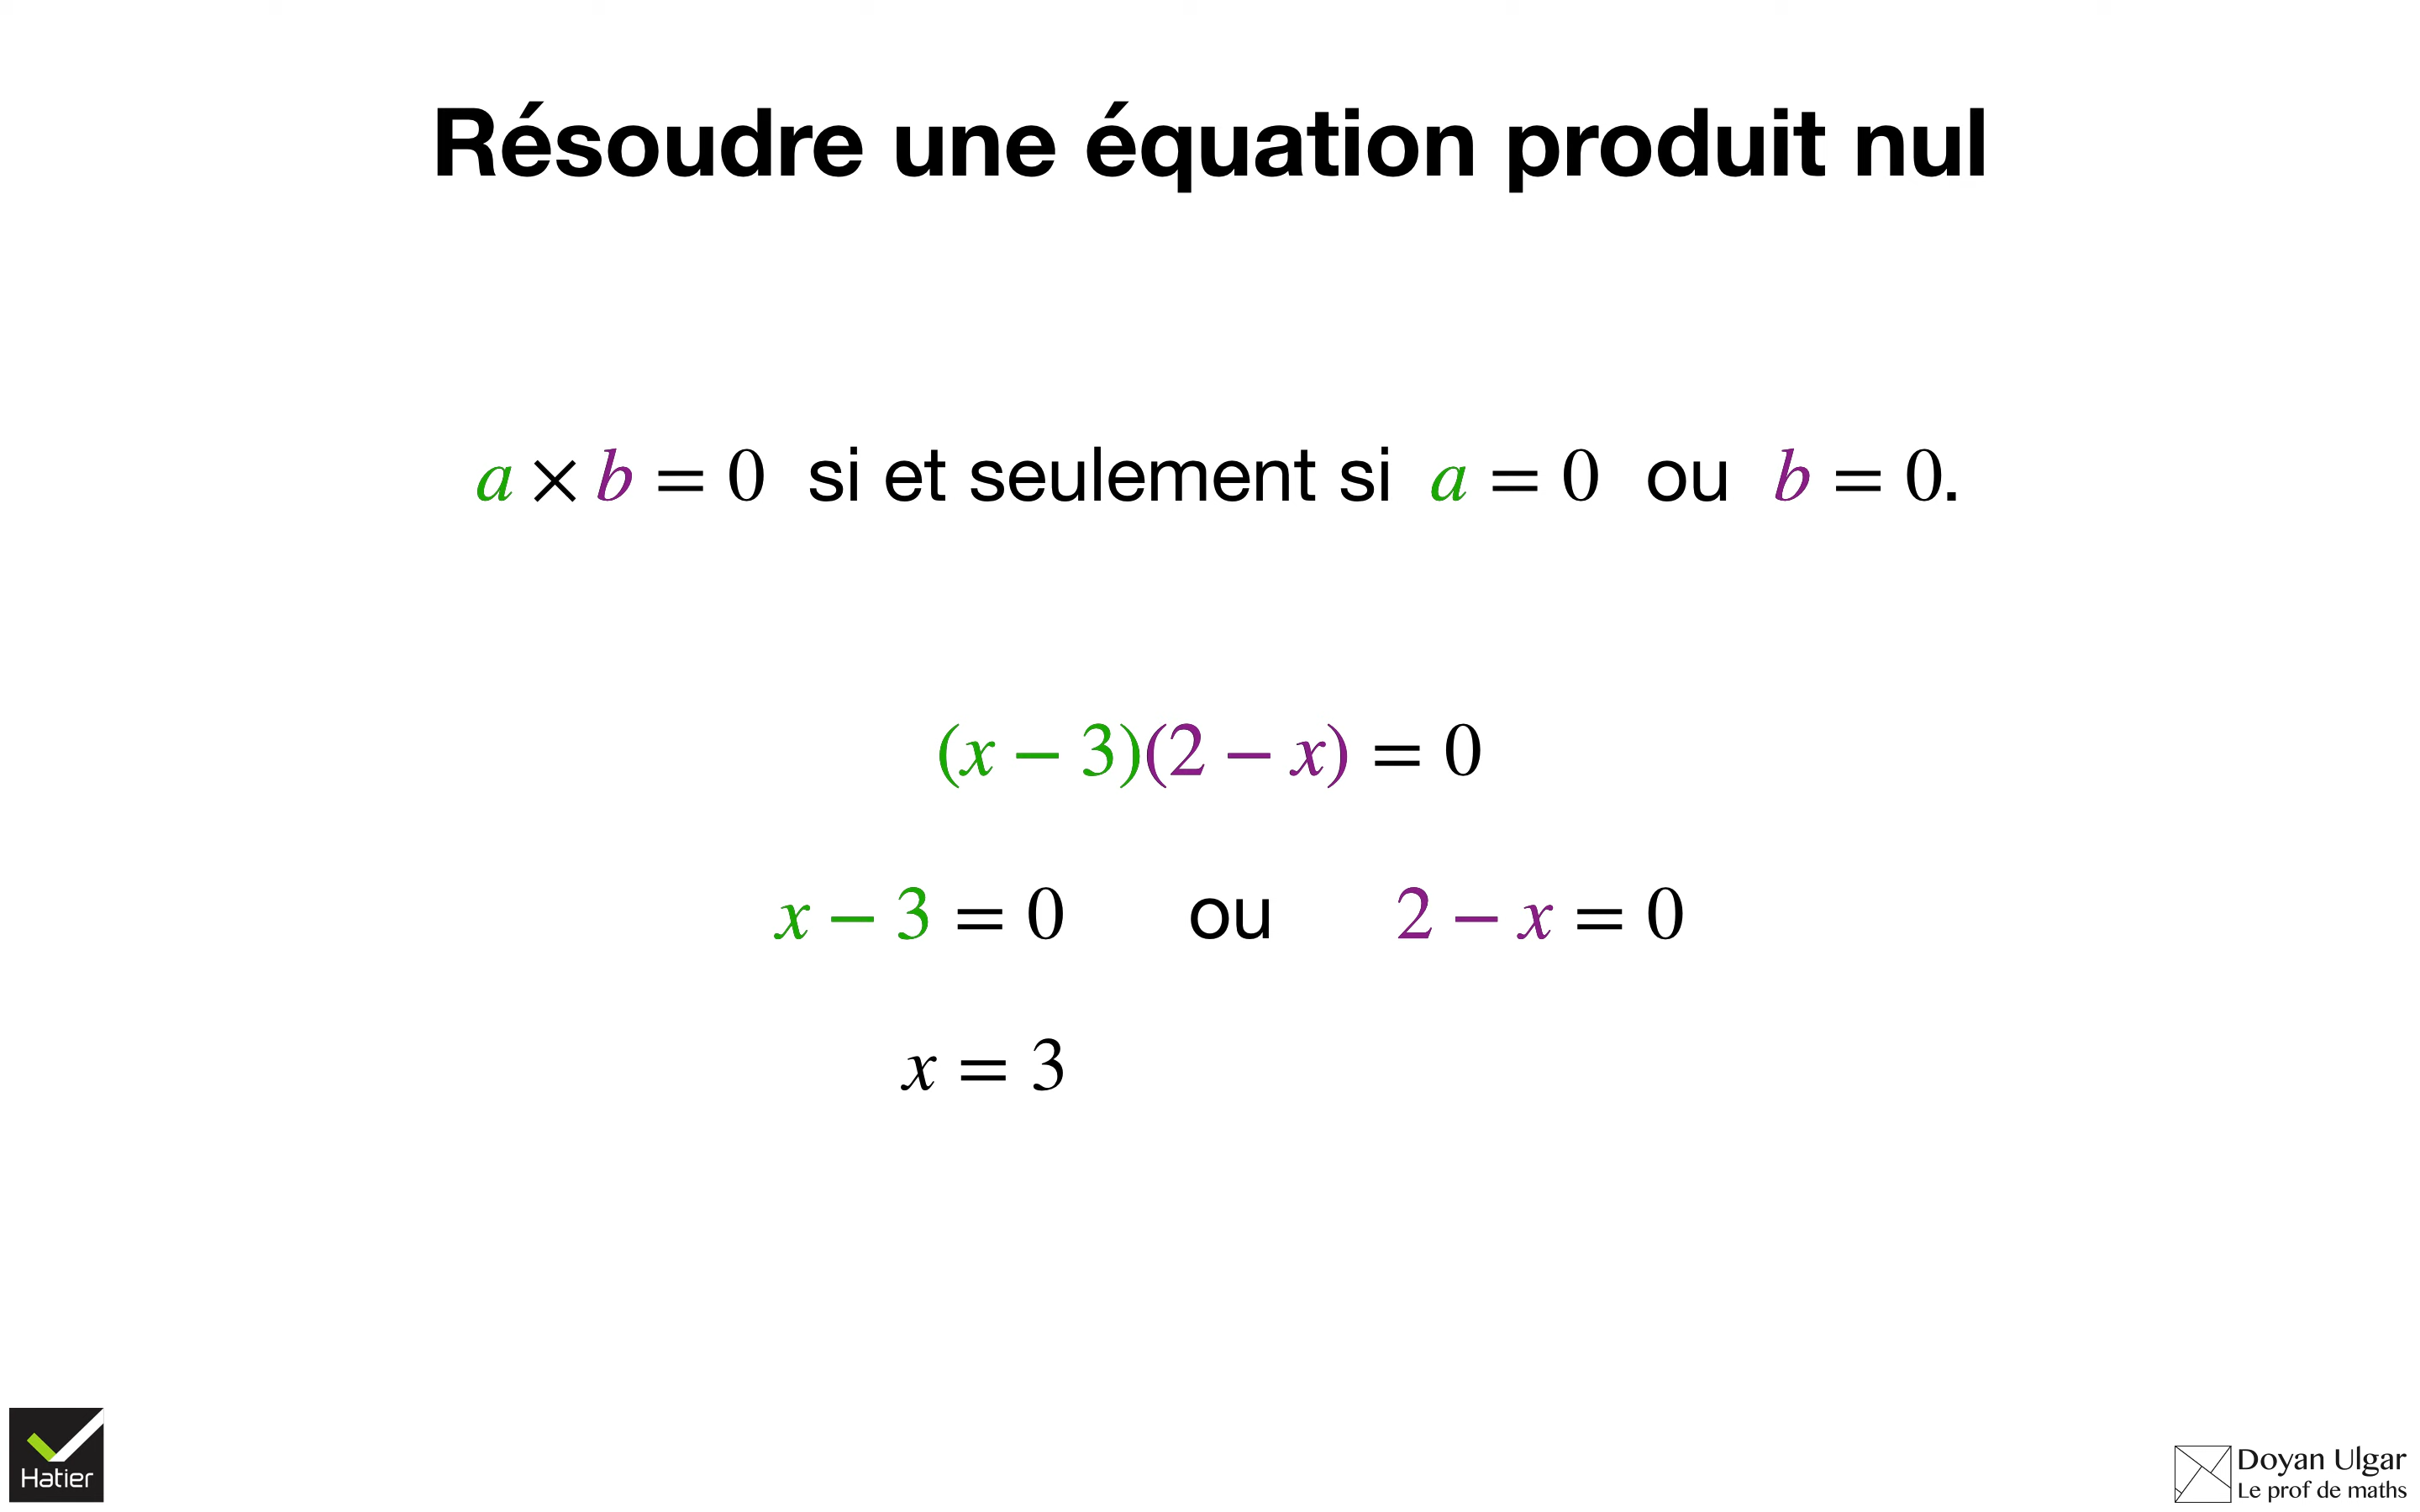 Résoudre une équation produit nul
a × b = 0 si et seulement si a = 0 ou b = 0.
(x − 3)(2 − x) = 0
x − 3 = 0 ou 2 − x = 0
x = 3
Hatier
Doyan Ulgar
Le prof de maths